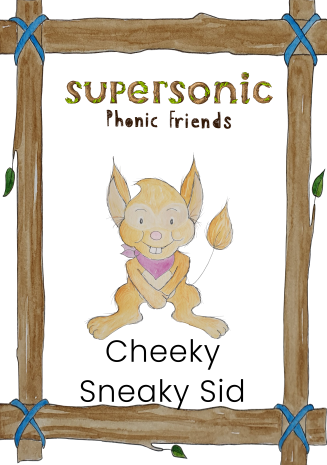 supersonic
Phonic Friends
Cheeky
Sneaky Sid